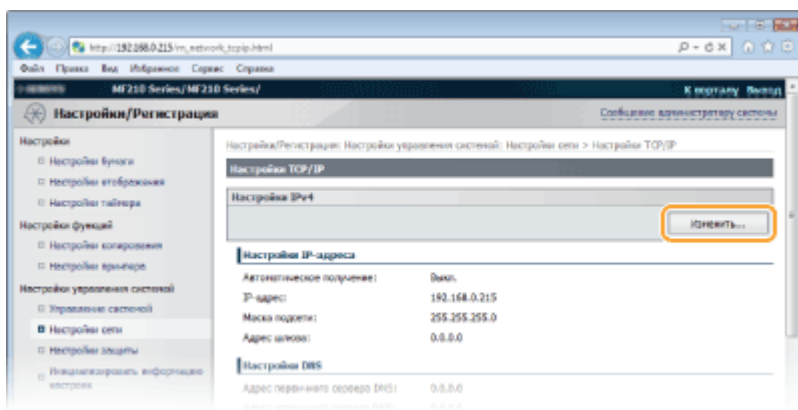 http://192.168.0.215/m_network_tcpip.html
Файл Правка Вид Избранное Сервис Справка
MF210 Series/MF210 Series/
К порталу Выход
Настройки/Регистрация
Сообщение администратору системы
Настройки
Настройки бумаги
Настройки отображения
Настройки таймера
Настройки функций
Настройки копирования
Настройки принтера
Настройки управления системой
Управление системой
Настройки сети
Настройки защиты
Инициализировать информацию настроек
Настройки/Регистрация: Настройки управления системой: Настройки сети > Настройки TCP/IP
Настройки TCP/IP
Настройки IPv4
Изменить...
Настройки IP-адреса
Автоматическое получение: Выкл.
IP-адрес: 192.168.0.215
Маска подсети: 255.255.255.0
Адрес шлюза: 0.0.0.0
Настройки DNS
Адрес первичного сервера DNS: 0.0.0.0